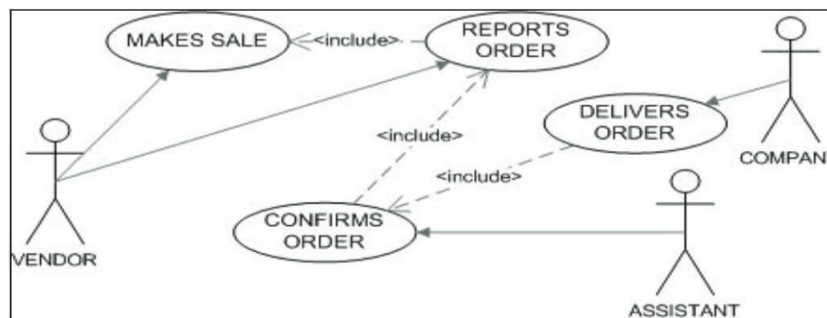 MAKES SALE
<include>
REPORTS
ORDER
DELIVERS
ORDER
COMPAN
<include>
<include>
CONFIRMS
ORDER
VENDOR
ASSISTANT